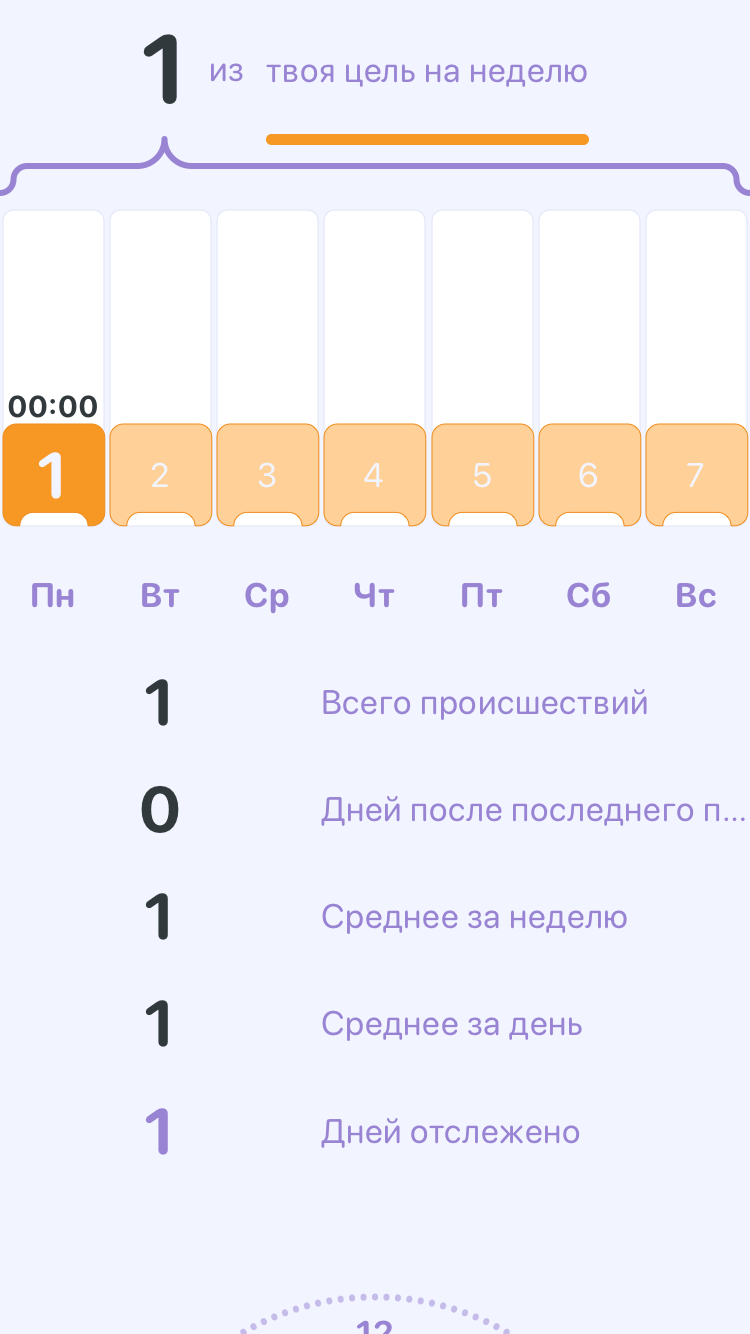 1 из твоя цель на неделю
00:00
1 2 3 4 5 6 7
Пн Вт Ср Чт Пт Сб Вс
1 Всего происшествий
0 Дней после последнего п...
1 Среднее за неделю
1 Среднее за день
1 Дней отслежено
12